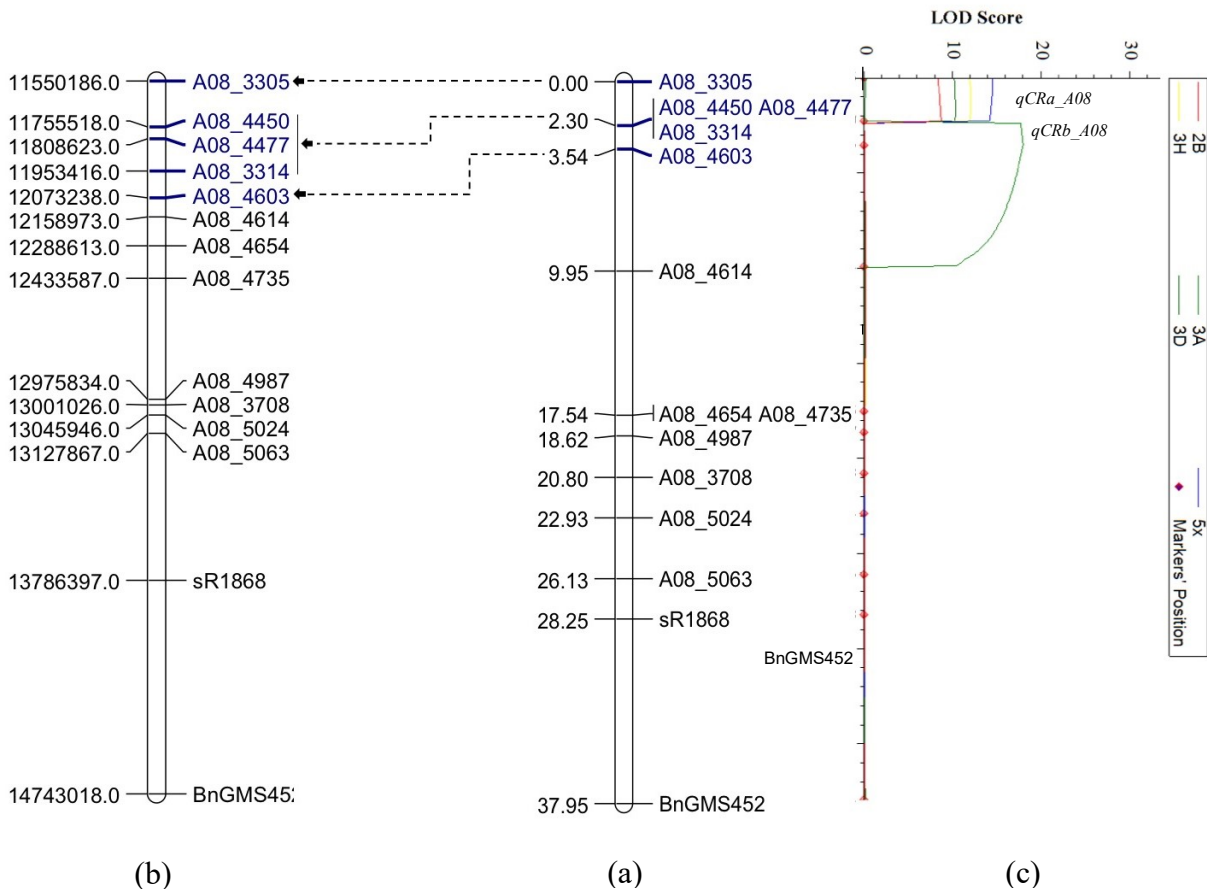 LOD Score
0 10 20 30
qCRa_A08
qCRb_A08
2B
3H
3A
3D
5x
Markers' Position
11550186.0 A08_3305
11755518.0 A08_4450
11808623.0 A08_4477
11953416.0 A08_3314
12073238.0 A08_4603
12158973.0 A08_4614
12288613.0 A08_4654
12433587.0 A08_4735
12975834.0 A08_4987
13001026.0 A08_3708
13045946.0 A08_5024
13127867.0 A08_5063
13786397.0 sR1868
14743018.0 BnGMS452
0.00 A08_3305
2.30 A08_4450 A08_4477
A08_3314
3.54 A08_4603
9.95 A08_4614
17.54 A08_4654 A08_4735
18.62 A08_4987
20.80 A08_3708
22.93 A08_5024
26.13 A08_5063
28.25 sR1868
37.95 BnGMS452
BnGMS452
(b) (a) (c)